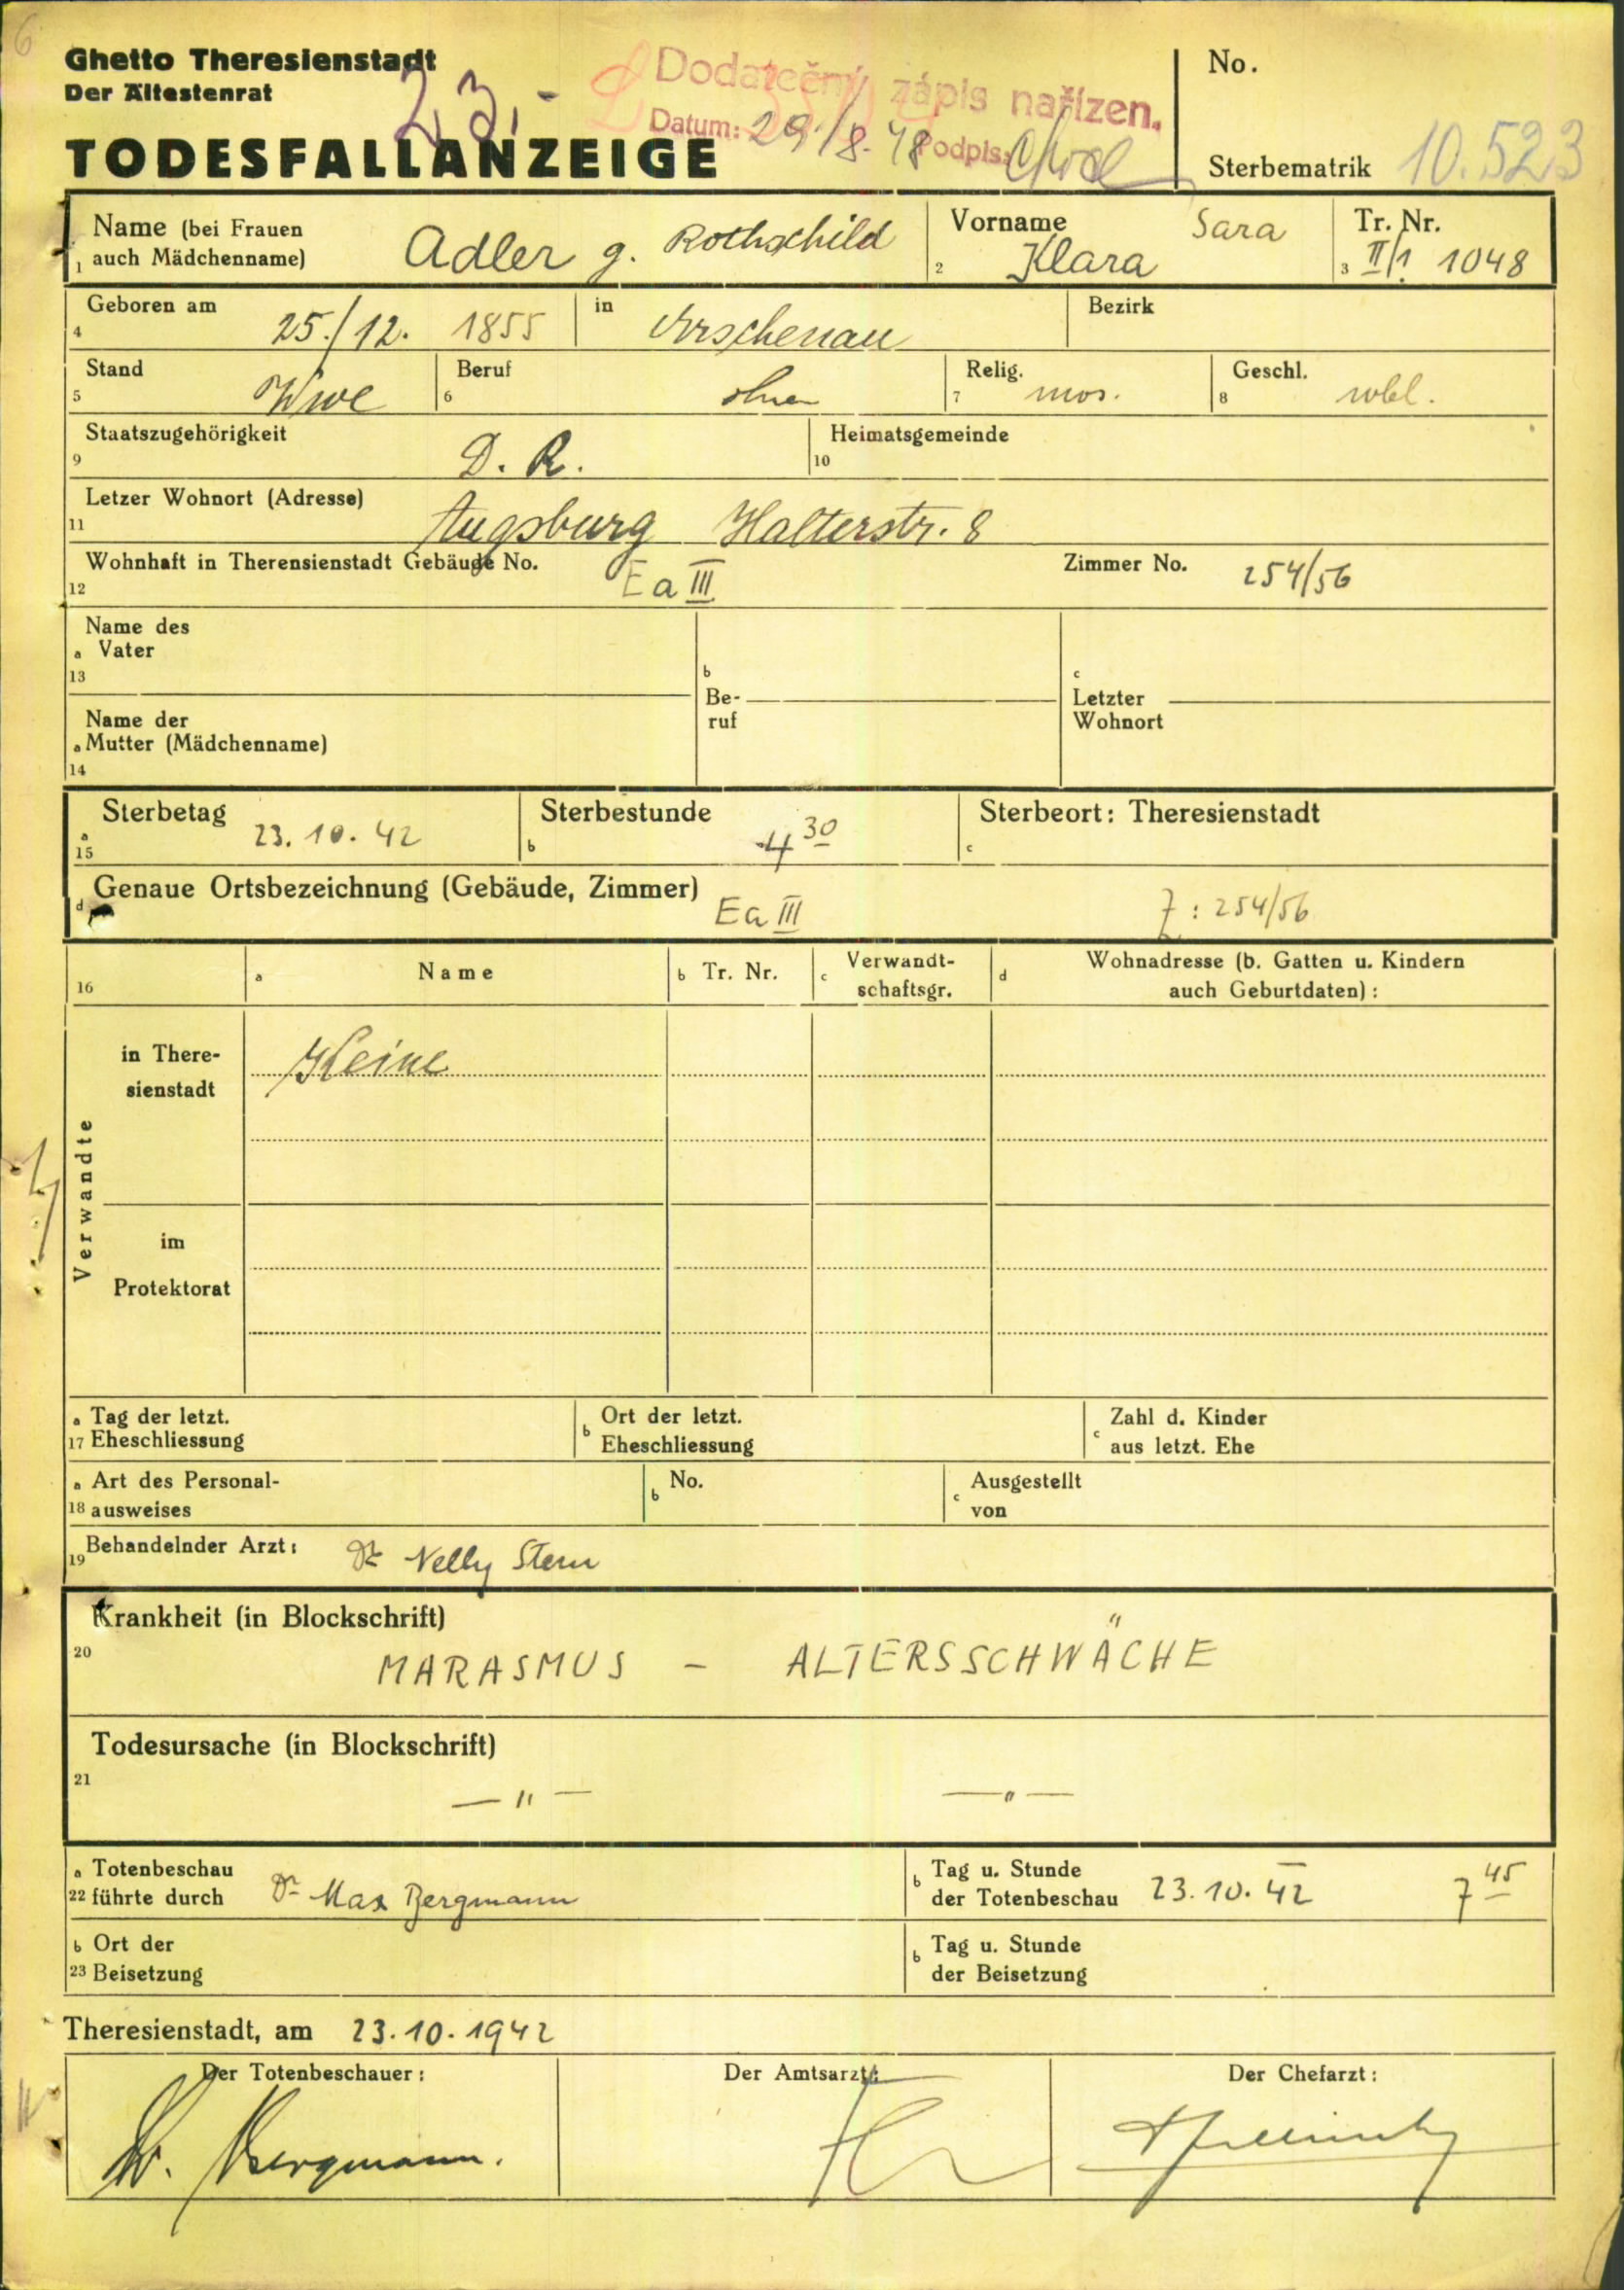 Ghetto Theresienstadt
Der Ältestenrat
23.-
Dodatečný zápis nařízen.
Datum: 29./8.48 Podpis:
TODESFALLANZEIGE
No.
Sterbematrik 10.523
Name (bei Frauen auch Mädchenname) 1 Adler g. Rothschild
Vorname 2 Klara Sara
Tr. Nr. 3 II/1 1048
Geboren am 4 25./12. 1855 in
Bezirk
Stand 5 Wwe Beruf 6 ohne Relig. 7 mos. Geschl. 8 wbl.
Staatszugehörigkeit 9 D. R. Heimatsgemeinde 10
Letzer Wohnort (Adresse) 11 Augsburg Halterstr. 8
Wohnhaft in Therensienstadt Gebäude No. 12 Ea III Zimmer No. 254/56
Name des
a Vater
13
b Beruf
c Letzter Wohnort
Name der
a Mutter (Mädchenname)
14
Sterbetag a 15 23. 10. 42 Sterbestunde b 4 30 Sterbeort: Theresienstadt c
d Genaue Ortsbezeichnung (Gebäude, Zimmer) Ea III Z: 254/56
16 a Name b Tr. Nr. c Verwandt-schaftsgr. d Wohnadresse (b. Gatten u. Kindern auch Geburtdaten) :
Verwandte
in There-
sienstadt
Keine
im
Protektorat
a 17 Tag der letzt. Eheschliessung b Ort der letzt. Eheschliessung c Zahl d. Kinder aus letzt. Ehe
a 18 Art des Personal-ausweises b No. c Ausgestellt von
19 Behandelnder Arzt: Dr Nelly Stern
Krankheit (in Blockschrift)
20 MARASMUS - ALTERSSCHWÄCHE
Todesursache (in Blockschrift)
21 — " — — " —
a 22 Totenbeschau führte durch Dr Max Bergmann b Tag u. Stunde der Totenbeschau 23.10.42 7 45
b 23 Ort der Beisetzung b Tag u. Stunde der Beisetzung
Theresienstadt, am 23.10.1942
Der Totenbeschauer: Der Amtsarzt: Der Chefarzt:
Dr. Bergmann.